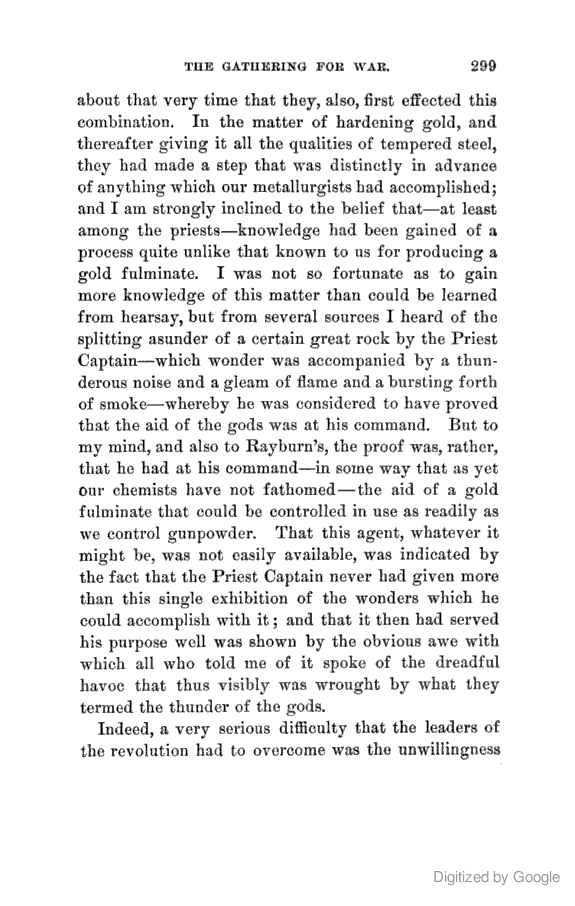 THE GATHERING FOR WAR. 299
about that very time that they, also, first effected this
combination. In the matter of hardening gold, and
thereafter giving it all the qualities of tempered steel,
they had made a step that was distinctly in advance
of anything which our metallurgists had accomplished;
and I am strongly inclined to the belief that—at least
among the priests—knowledge had been gained of a
process quite unlike that known to us for producing a
gold fulminate. I was not so fortunate as to gain
more knowledge of this matter than could be learned
from hearsay, but from several sources I heard of the
splitting asunder of a certain great rock by the Priest
Captain—which wonder was accompanied by a thun-
derous noise and a gleam of flame and a bursting forth
of smoke—whereby he was considered to have proved
that the aid of the gods was at his command. But to
my mind, and also to Rayburn's, the proof was, rather,
that he had at his command—in some way that as yet
our chemists have not fathomed—the aid of a gold
fulminate that could be controlled in use as readily as
we control gunpowder. That this agent, whatever it
might be, was not easily available, was indicated by
the fact that the Priest Captain never had given more
than this single exhibition of the wonders which he
could accomplish with it; and that it then had served
his purpose well was shown by the obvious awe with
which all who told me of it spoke of the dreadful
havoc that thus visibly was wrought by what they
termed the thunder of the gods.
Indeed, a very serious difficulty that the leaders of
the revolution had to overcome was the unwillingness
Digitized by Google